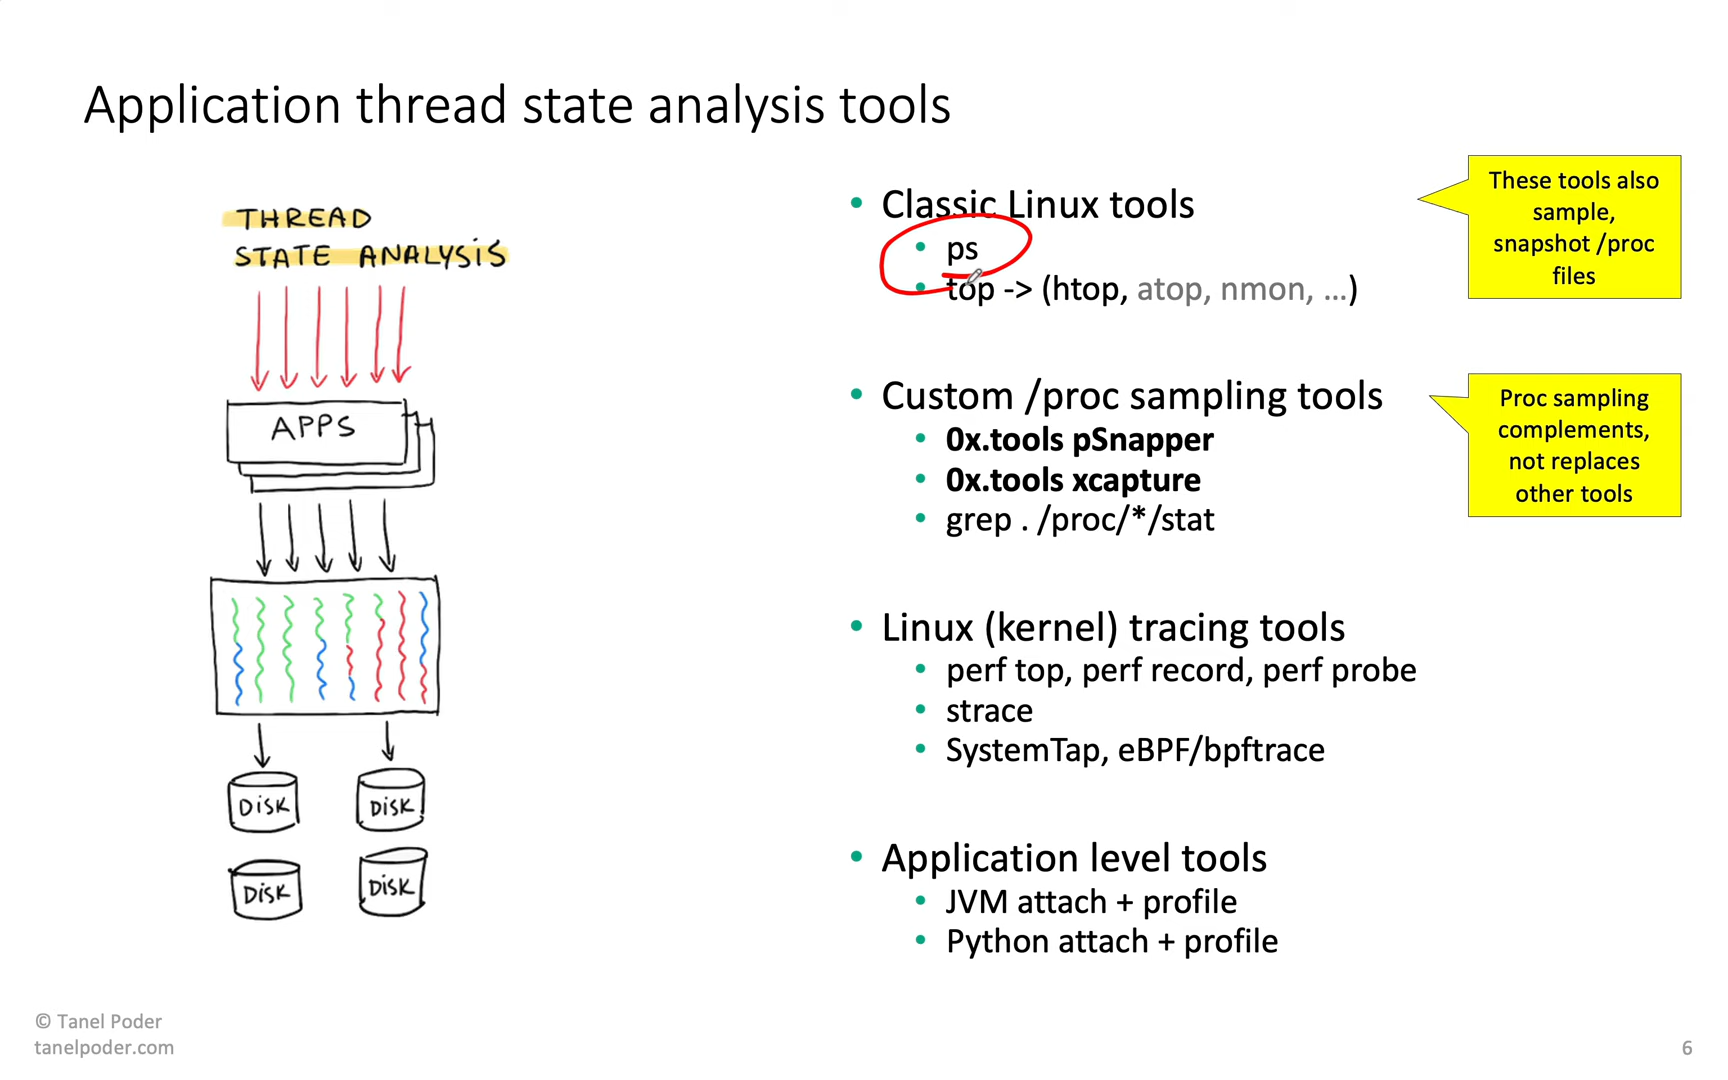 Application thread state analysis tools
THREAD
STATE ANALYSIS
APPS
DISK
DISK
DISK
DISK
• Classic Linux tools
• ps
• top -> (htop, atop, nmon, ...)
• Custom /proc sampling tools
• 0x.tools pSnapper
• 0x.tools xcapture
• grep . /proc/*/stat
• Linux (kernel) tracing tools
• perf top, perf record, perf probe
• strace
• SystemTap, eBPF/bpftrace
• Application level tools
• JVM attach + profile
• Python attach + profile
These tools also
sample,
snapshot /proc
files
Proc sampling
complements,
not replaces
other tools
© Tanel Poder
tanelpoder.com
6